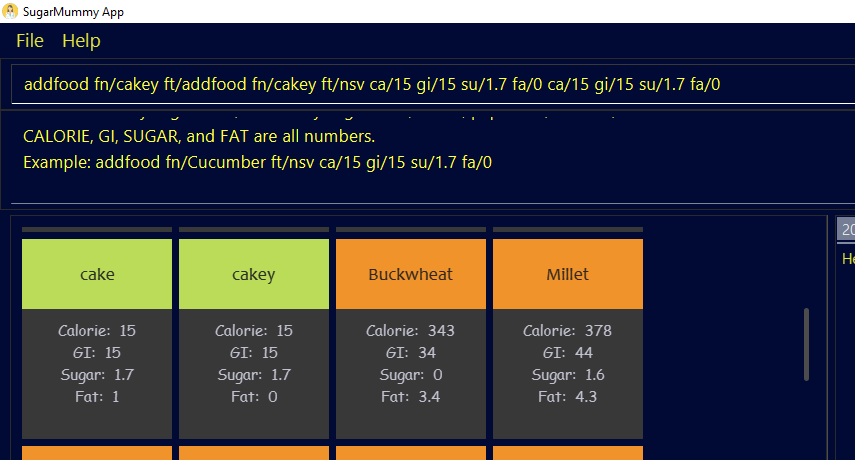 SugarMummy App
File Help
addfood fn/cakey ft/addfood fn/cakey ft/nsv ca/15 gi/15 su/1.7 fa/0 ca/15 gi/15 su/1.7 fa/0
CALORIE, GI, SUGAR, and FAT are all numbers.
Example: addfood fn/Cucumber ft/nsv ca/15 gi/15 su/1.7 fa/0
20
He
cake cakey Buckwheat Millet
Calorie: 15 Calorie: 15 Calorie: 343 Calorie: 378
GI: 15 GI: 15 GI: 34 GI: 44
Sugar: 1.7 Sugar: 1.7 Sugar: 0 Sugar: 1.6
Fat: 1 Fat: 0 Fat: 3.4 Fat: 4.3